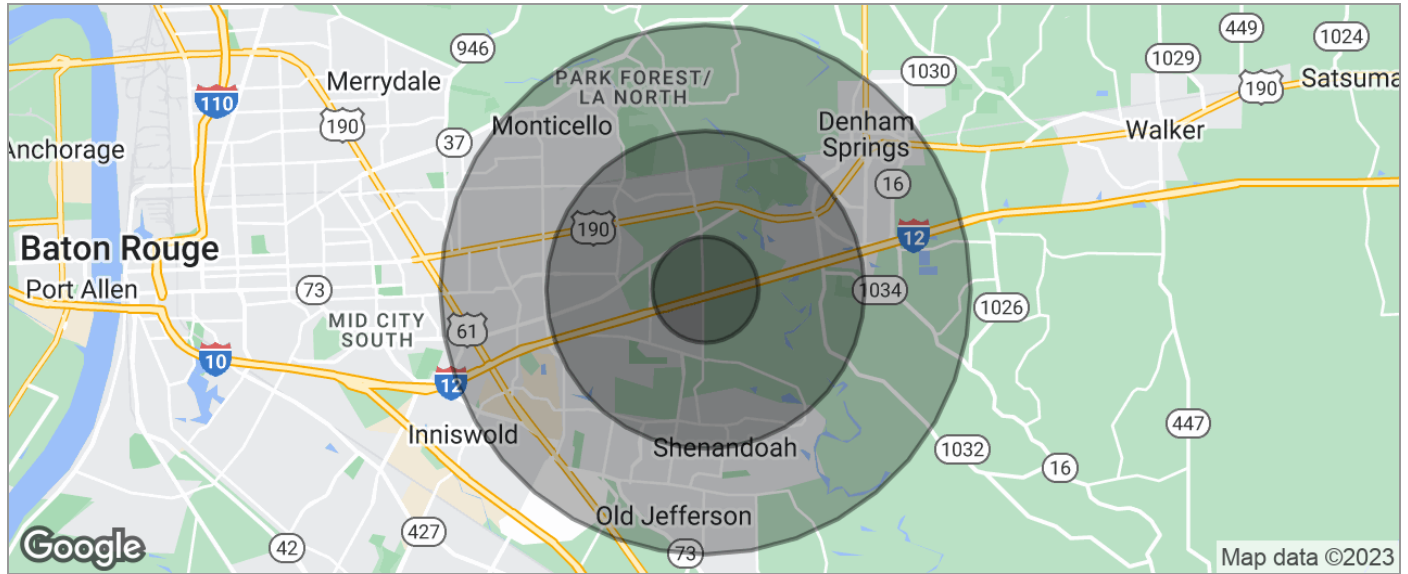 946
449
1024
1030
1029
PARK FOREST/
LA NORTH
Merrydale
190
Satsuma
110
190
Monticello
Denham
Springs
Walker
37
Anchorage
16
190
12
Baton Rouge
Port Allen
73
1034
1026
MID CITY
SOUTH
61
10
12
447
Inniswold
Shenandoah
1032
16
Old Jefferson
427
42
73
Google
Map data ©2023